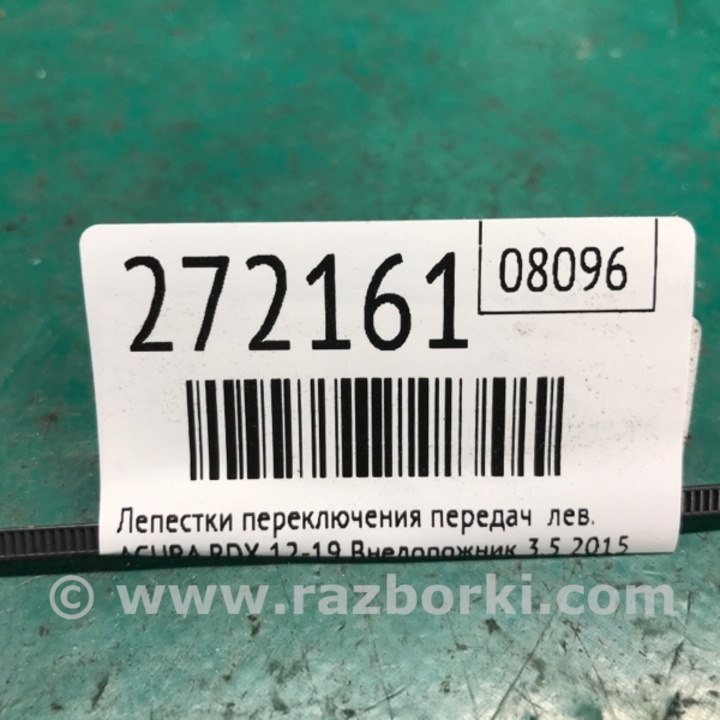 272161
08096
Лепестки переключения передач лев.
ACURA RDX 12-19 Внедорожник 3.5 2015
© www.razborki.com